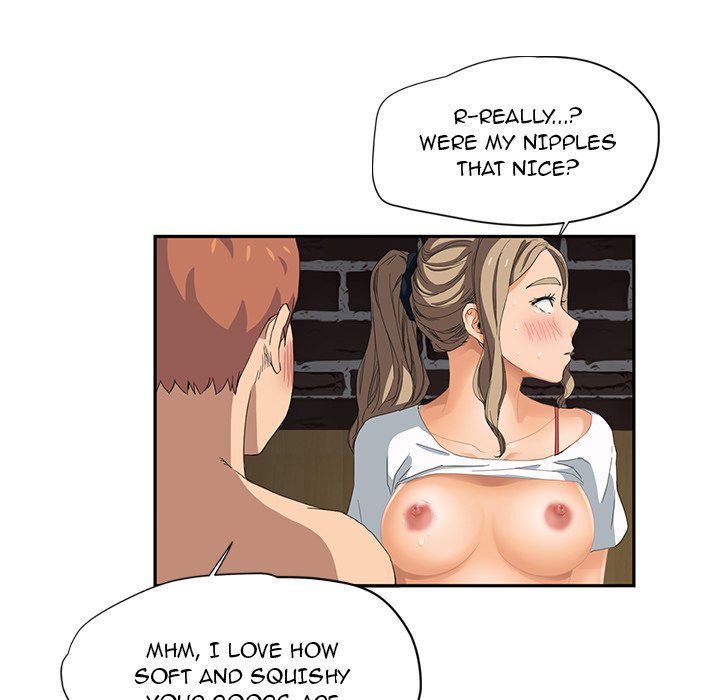 R-REALLY...?
WERE MY NIPPLES
THAT NICE?
MHM, I LOVE HOW
SOFT AND SQUISHY